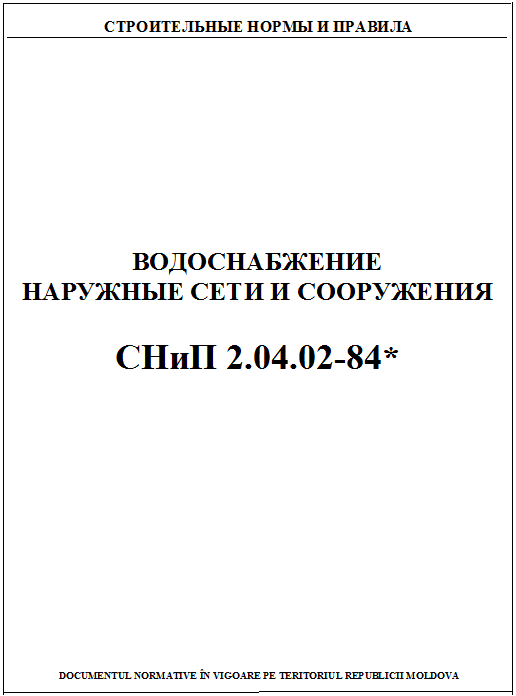 СТРОИТЕЛЬНЫЕ НОРМЫ И ПРАВИЛА
ВОДОСНАБЖЕНИЕ
НАРУЖНЫЕ СЕТИ И СООРУЖЕНИЯ
СНиП 2.04.02-84*
DOCUMENTUL NORMATIVE ÎN VIGOARE PE TERITORIUL REPUBLICII MOLDOVA